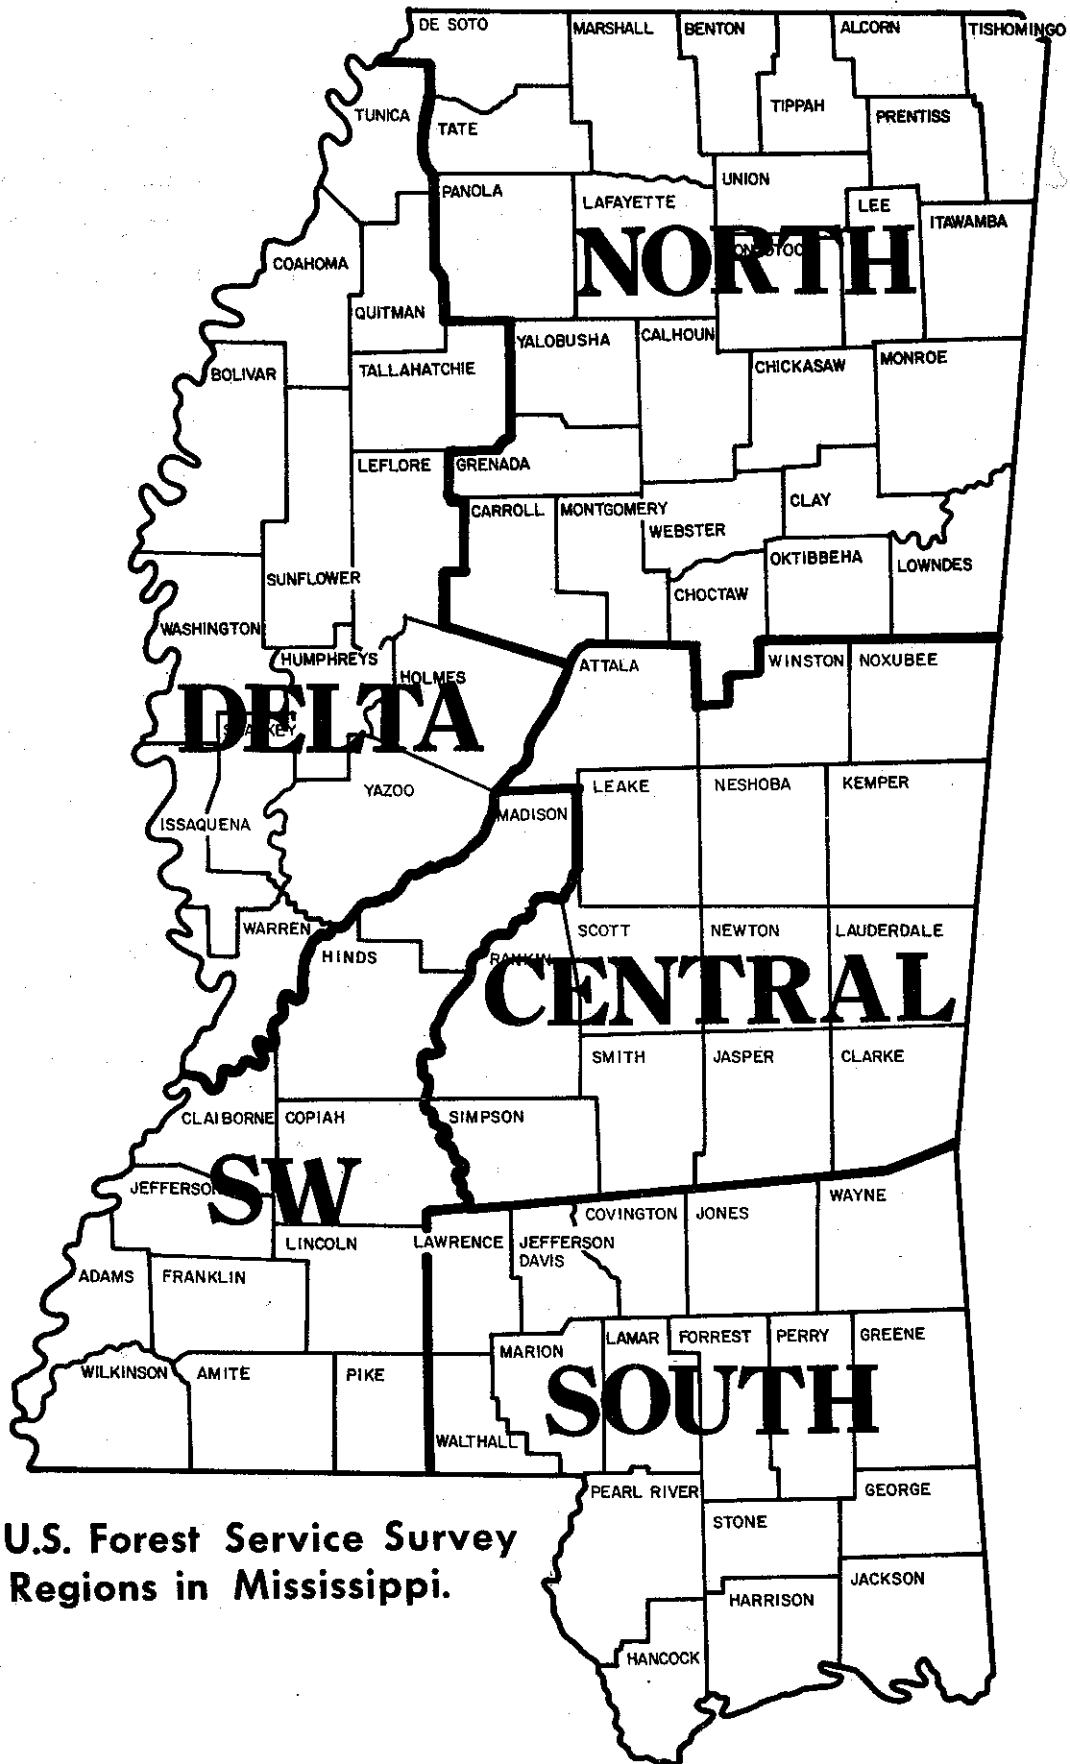 DE SOTO
MARSHALL
BENTON
ALCORN
TISHOMINGO
TUNICA
TATE
TIPPAH
PRENTISS
PANOLA
LAFAYETTE
UNION
LEE
ITAWAMBA
NORTH
COAHOMA
QUITMAN
YALOBUSHA
CALHOUN
BOLIVAR
TALLAHATCHIE
CHICKASAW
MONROE
LEFLORE
GRENADA
CARROLL
MONTGOMERY
WEBSTER
CLAY
SUNFLOWER
CHOCTAW
OKTIBBEHA
LOWNDES
WASHINGTON
HUMPHREYS
HOLMES
ATTALA
WINSTON
NOXUBEE
DELTA
YAZOO
MADISON
LEAKE
NESHOBA
KEMPER
ISSAQUENA
WARREN
HINDS
RANKIN
SCOTT
NEWTON
LAUDERDALE
CENTRAL
SMITH
JASPER
CLARKE
CLAIBORNE
COPIAH
SIMPSON
JEFFERSON
SW
LINCOLN
LAWRENCE
JEFFERSON
DAVIS
COVINGTON
JONES
WAYNE
ADAMS
FRANKLIN
MARION
LAMAR
FORREST
PERRY
GREENE
WILKINSON
AMITE
PIKE
SOUTH
WALTHALL
PEARL RIVER
GEORGE
STONE
HARRISON
JACKSON
HANCOCK
U.S. Forest Service Survey
Regions in Mississippi.